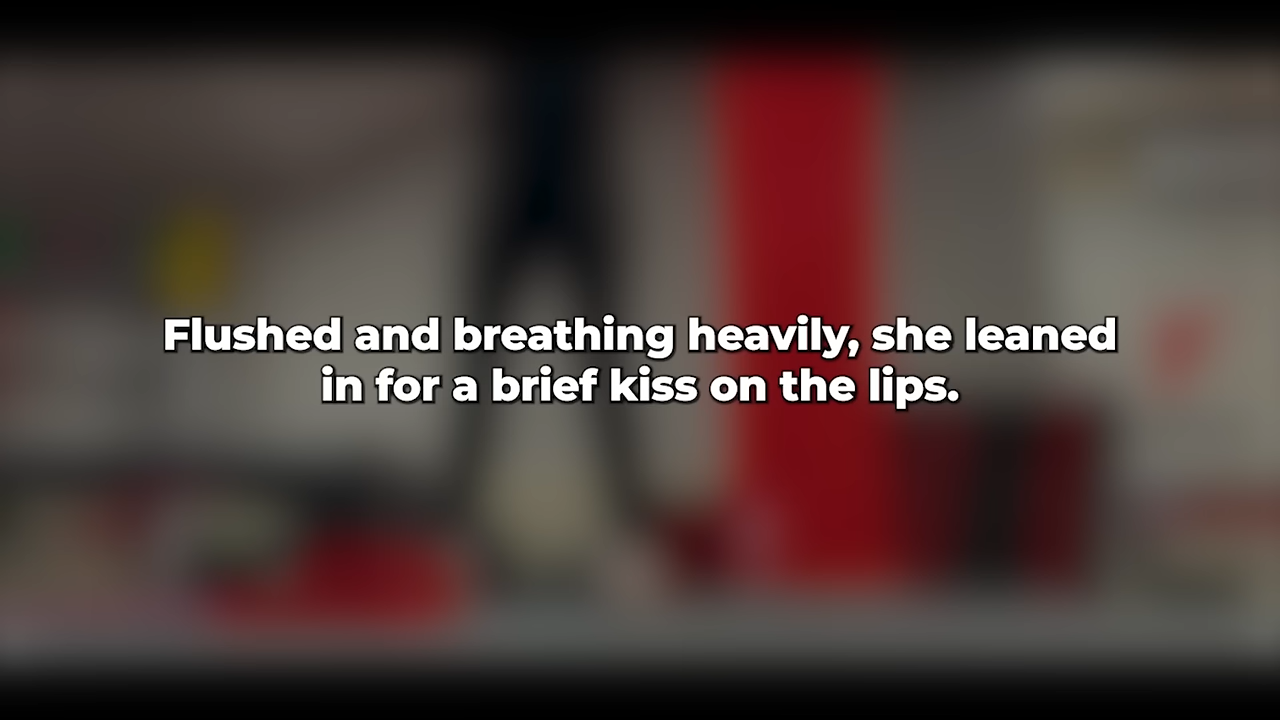 Flushed and breathing heavily, she leaned
in for a brief kiss on the lips.